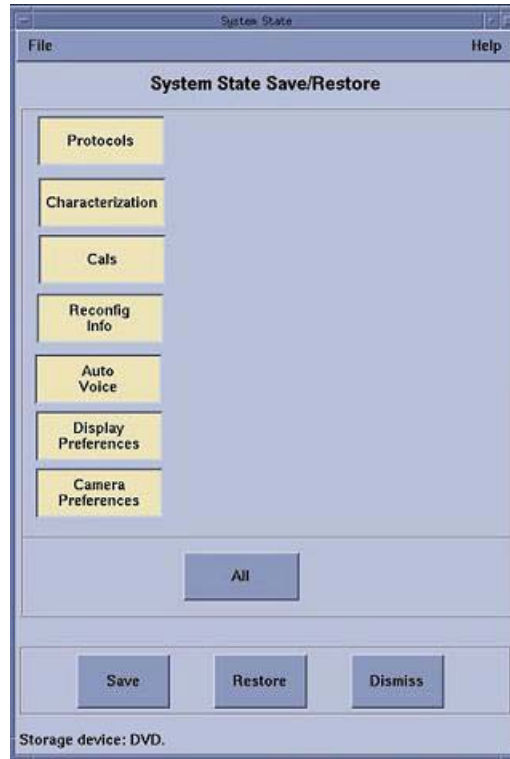 System State
File Help
System State Save/Restore
Protocols
Characterization
Cals
Reconfig
Info
Auto
Voice
Display
Preferences
Camera
Preferences
All
Save Restore Dismiss
Storage device: DVD.